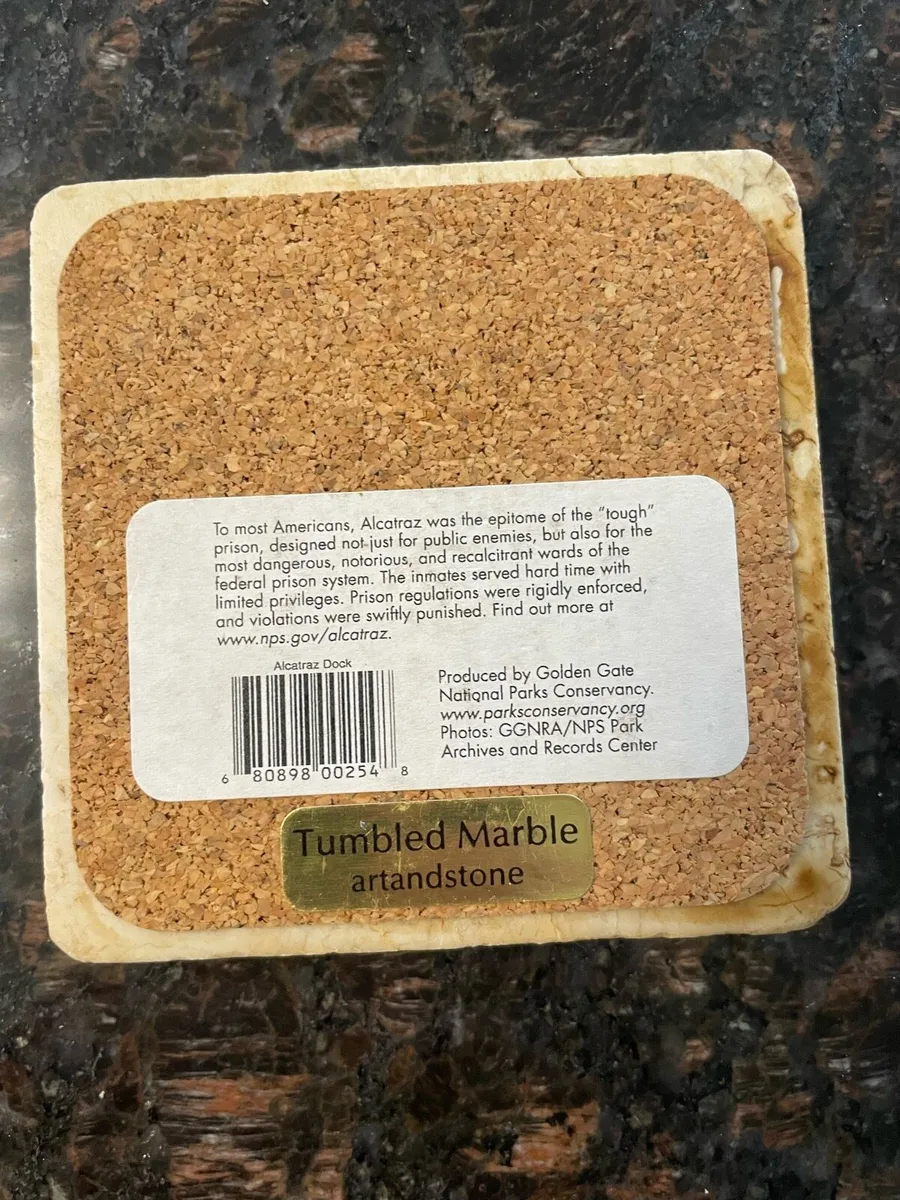 To most Americans, Alcatraz was the epitome of the "tough"
prison, designed not just for public enemies, but also for the
most dangerous, notorious, and recalcitrant wards of the
federal prison system. The inmates served hard time with
limited privileges. Prison regulations were rigidly enforced,
and violations were swiftly punished. Find out more at
www.nps.gov/alcatraz.
Alcatraz Dock
6 80898 00254 8
Produced by Golden Gate
National Parks Conservancy.
www.parksconservancy.org
Photos: GGNRA/NPS Park
Archives and Records Center
Tumbled Marble
artandstone